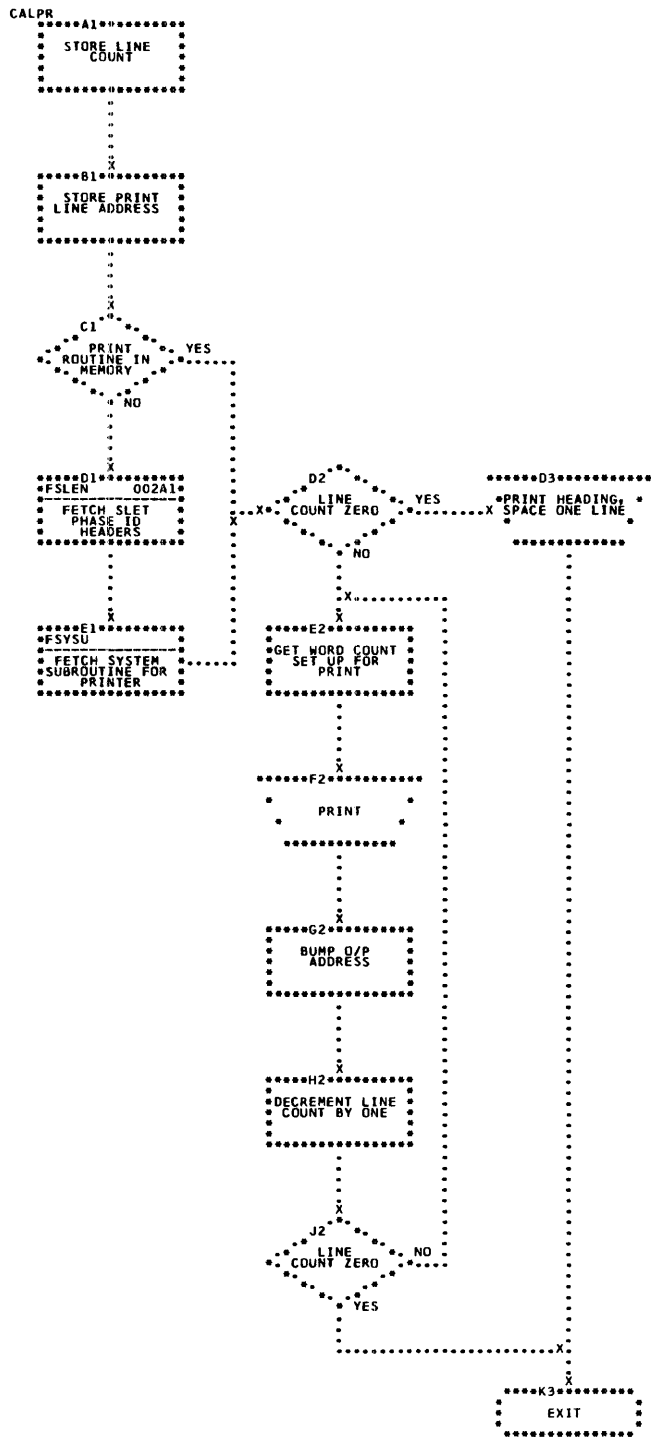 CALPR
A1
STORE LINE
COUNT
B1
STORE PRINT
LINE ADDRESS
C1
PRINT
ROUTINE IN
MEMORY
YES
NO
D1
FSLEN 002A1
FETCH SLET
PHASE ID
HEADERS
E1
FSYSU
FETCH SYSTEM
SUBROUTINE FOR
PRINTER
D2
LINE
COUNT ZERO
YES
NO
D3
PRINT HEADING,
SPACE ONE LINE
E2
GET WORD COUNT
SET UP FOR
PRINT
F2
PRINT
G2
BUMP O/P
ADDRESS
H2
DECREMENT LINE
COUNT BY ONE
J2
LINE
COUNT ZERO
NO
YES
K3
EXIT